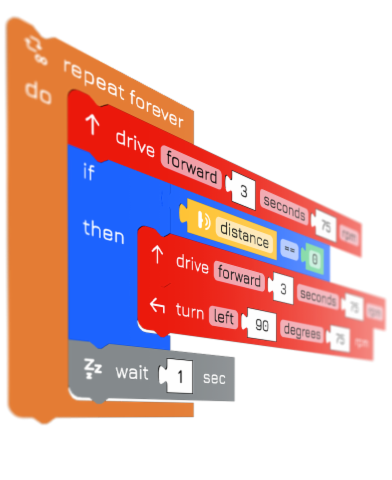 repeat forever
do
drive forward 3 seconds 75 rpm
if distance == 0
then
drive forward 3 seconds 75 rpm
turn left 90 degrees 75 rpm
Zz z wait 1 sec